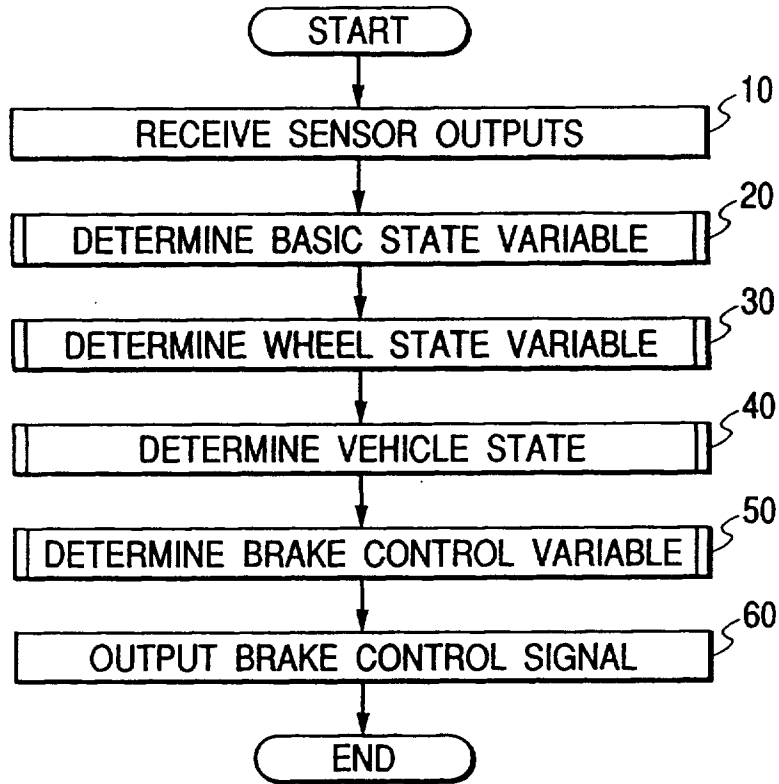 START
10
RECEIVE SENSOR OUTPUTS
20
DETERMINE BASIC STATE VARIABLE
30
DETERMINE WHEEL STATE VARIABLE
40
DETERMINE VEHICLE STATE
50
DETERMINE BRAKE CONTROL VARIABLE
60
OUTPUT BRAKE CONTROL SIGNAL
END